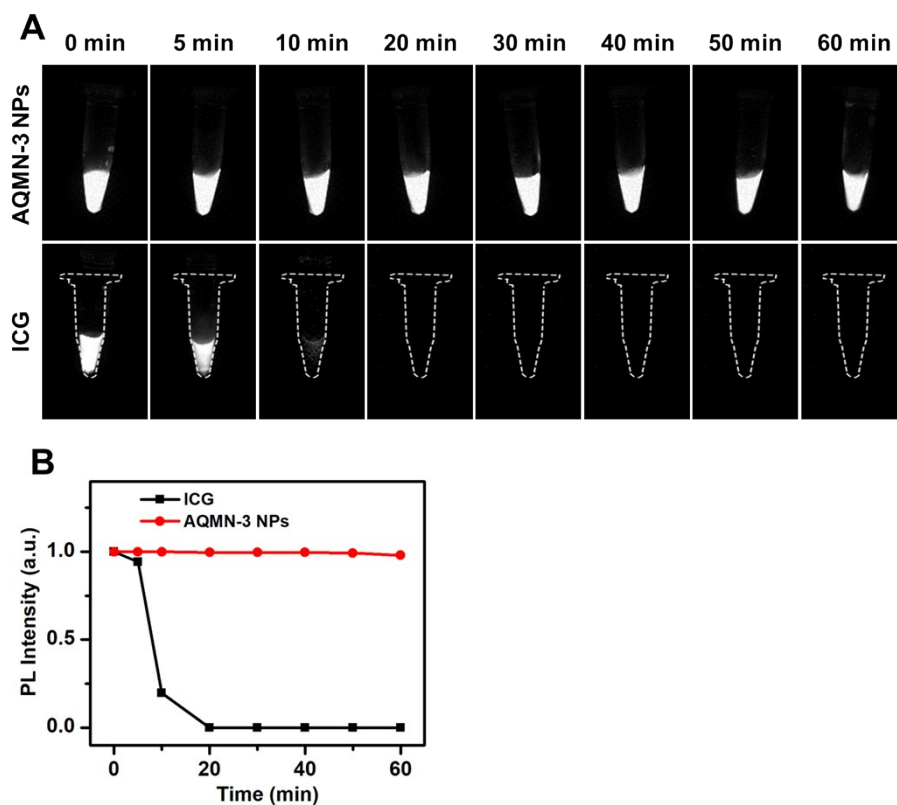 A
0 min 5 min 10 min 20 min 30 min 40 min 50 min 60 min
AQMN-3 NPs
ICG
B
ICG
AQMN-3 NPs
PL Intensity (a.u.)
1.0
0.5
0.0
0 20 40 60
Time (min)